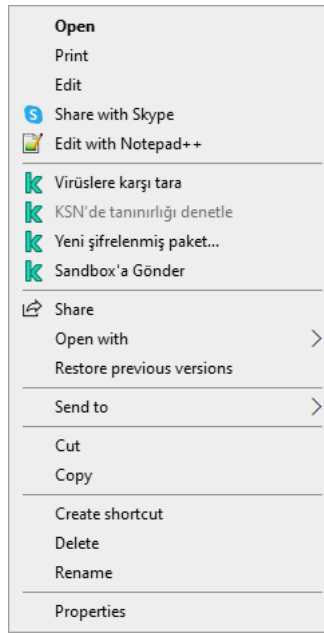 Open
Print
Edit
Share with Skype
Edit with Notepad++
Virüslere karşı tara
KSN'de tanınırlığı denetle
Yeni şifrelenmiş paket...
Sandbox'a Gönder
Share
Open with
Restore previous versions
Send to
Cut
Copy
Create shortcut
Delete
Rename
Properties